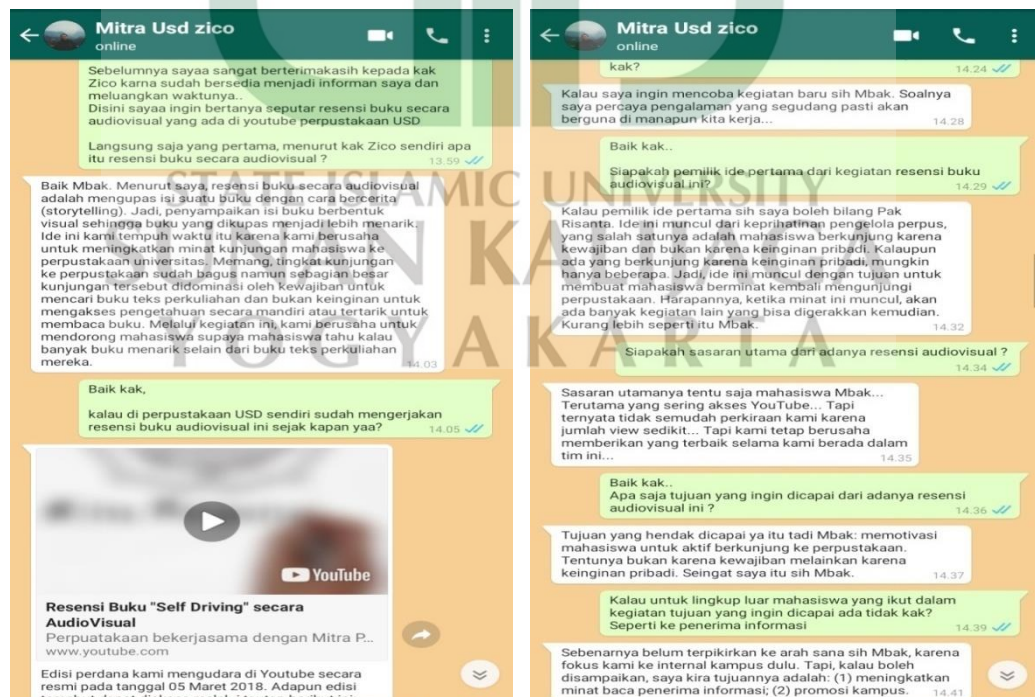 Mitra Usd zico
online
Sebelumnya sayaa sangat berterimakasih kepada kak
Zico karna sudah bersedia menjadi informan saya dan
meluangkan waktunya..
Disini sayaa ingin bertanya seputar resensi buku secara
audiovisual yang ada di youtube perpustakaan USD
Langsung saja yang pertama, menurut kak Zico sendiri apa
itu resensi buku secara audiovisual ?
13.59
Baik Mbak. Menurut saya, resensi buku secara audiovisual
adalah mengupas isi suatu buku dengan cara bercerita
(storytelling). Jadi, penyampaian isi buku berbentuk
visual sehingga buku yang dikupas menjadi lebih menarik.
Ide ini kami tempuh waktu itu karena kami berusaha
untuk meningkatkan minat kunjungan mahasiswa ke
perpustakaan universitas. Memang, tingkat kunjungan
ke perpustakaan sudah bagus namun sebagian besar
kunjungan tersebut didominasi oleh kewajiban untuk
mencari buku teks perkuliahan dan bukan keinginan untuk
mengakses pengetahuan secara mandiri atau tertarik untuk
membaca buku. Melalui kegiatan ini, kami berusaha untuk
mendorong mahasiswa supaya mahasiswa tahu kalau
banyak buku menarik selain dari buku teks perkuliahan
mereka.
14.03
Baik kak,
kalau di perpustakaan USD sendiri sudah mengerjakan
resensi buku audiovisual ini sejak kapan yaa?
14.05
YouTube
Resensi Buku "Self Driving" secara
AudioVisual
Perpuatakaan bekerjasama dengan Mitra P...
www.youtube.com
Edisi perdana kami mengudara di Youtube secara
resmi pada tanggal 05 Maret 2018. Adapun edisi
Mitra Usd zico
online
kak?
14.24
Kalau saya ingin mencoba kegiatan baru sih Mbak. Soalnya
saya percaya pengalaman yang segudang pasti akan
berguna di manapun kita kerja...
14.28
Baik kak..
Siapakah pemilik ide pertama dari kegiatan resensi buku
audiovisual ini?
14.29
Kalau pemilik ide pertama sih saya boleh bilang Pak
Risanta. Ide ini muncul dari keprihatinan pengelola perpus,
yang salah satunya adalah mahasiswa berkunjung karena
kewajiban dan bukan karena keinginan pribadi. Kalaupun
ada yang berkunjung karena keinginan pribadi, mungkin
hanya beberapa. Jadi, ide ini muncul dengan tujuan untuk
membuat mahasiswa berminat kembali mengunjungi
perpustakaan. Harapannya, ketika minat ini muncul, akan
ada banyak kegiatan lain yang bisa digerakkan kemudian.
Kurang lebih seperti itu Mbak.
14.32
Siapakah sasaran utama dari adanya resensi audiovisual ?
14.34
Sasaran utamanya tentu saja mahasiswa Mbak...
Terutama yang sering akses YouTube... Tapi
ternyata tidak semudah perkiraan kami karena
jumlah view sedikit... Tapi kami tetap berusaha
memberikan yang terbaik selama kami berada dalam
tim ini...
14.35
Baik kak..
Apa saja tujuan yang ingin dicapai dari adanya resensi
audiovisual ini ?
14.36
Tujuan yang hendak dicapai ya itu tadi Mbak: memotivasi
mahasiswa untuk aktif berkunjung ke perpustakaan.
Tentunya bukan karena kewajiban melainkan karena
keinginan pribadi. Seingat saya itu sih Mbak.
14.37
Kalau untuk lingkup luar mahasiswa yang ikut dalam
kegiatan tujuan yang ingin dicapai ada tidak kak?
Seperti ke penerima informasi
14.39
Sebenarnya belum terpikirkan ke arah sana sih Mbak, karena
fokus kami ke internal kampus dulu. Tapi, kalau boleh
disampaikan, saya kira tujuannya adalah: (1) meningkatkan
minat baca penerima informasi; (2) promosi kampus.
14.41
STATE ISLAMIC UNIVERSITY
SUNAN KALIJAGA
YOGYAKARTA